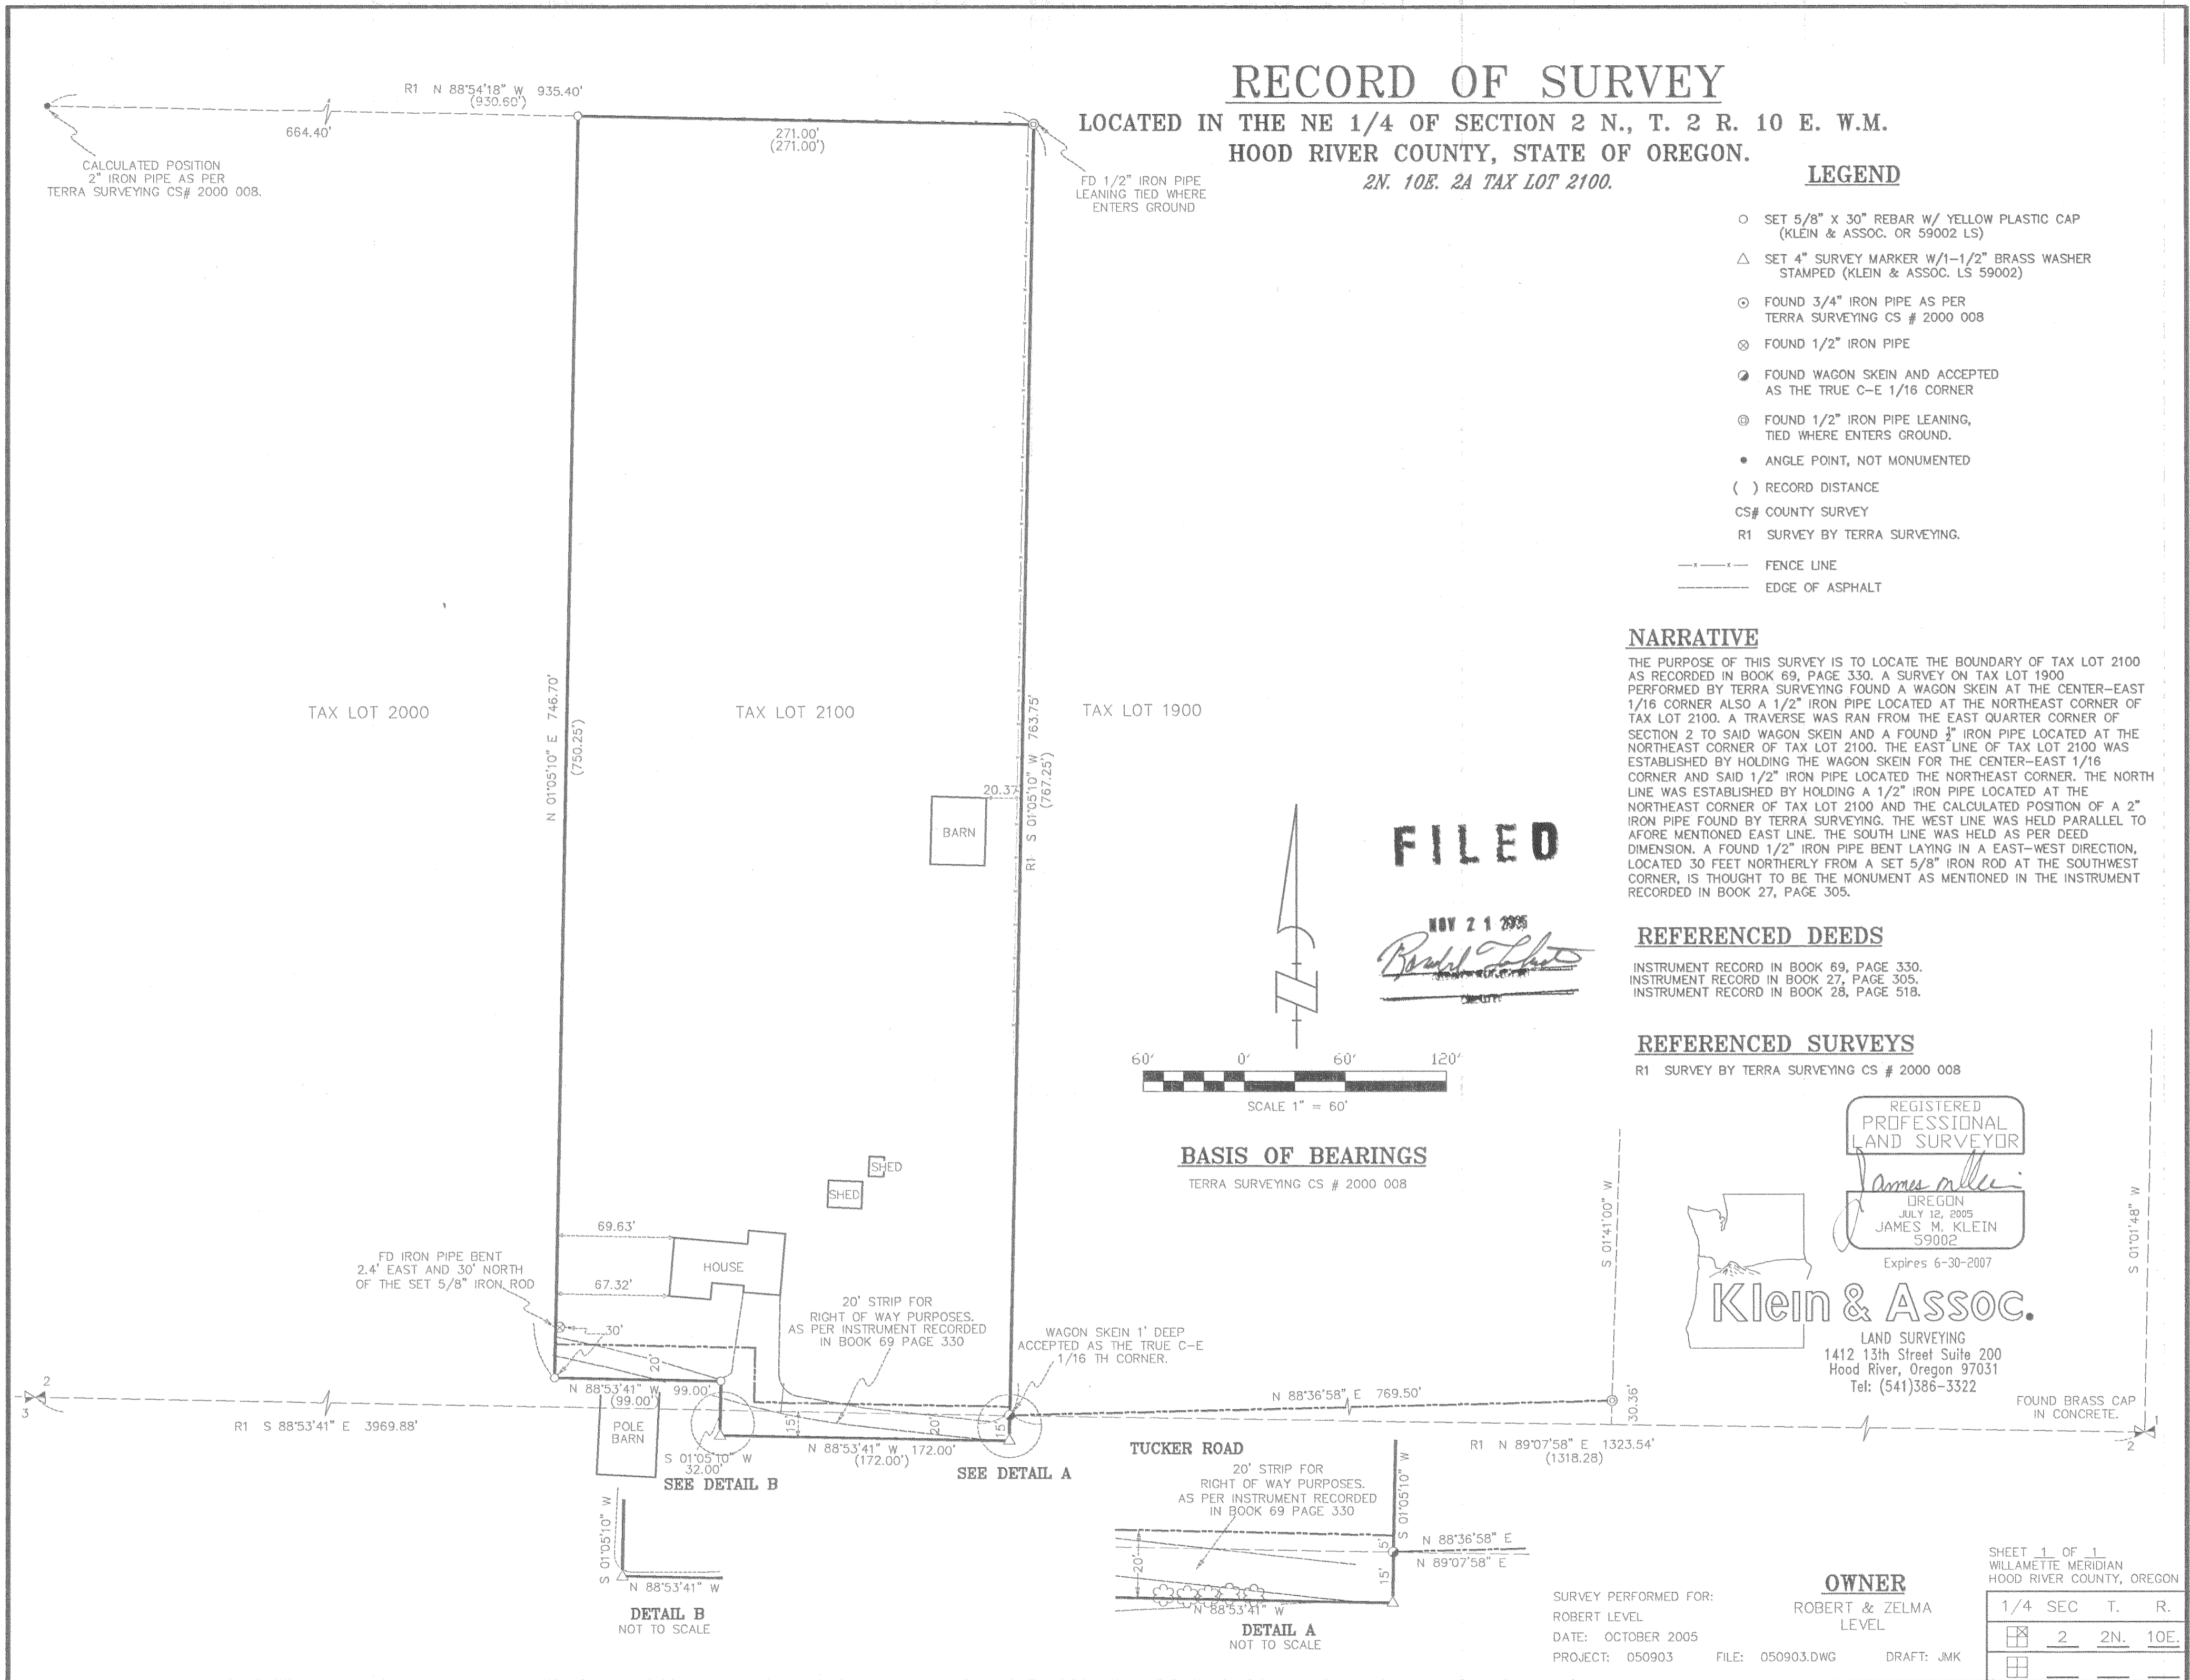 RECORD OF SURVEY
LOCATED IN THE NE 1/4 OF SECTION 2 N., T. 2 R. 10 E. W.M.
HOOD RIVER COUNTY, STATE OF OREGON.
2N. 10E. 2A TAX LOT 2100.
R1 N 88°54'18" W 935.40'
(930.60')
664.40'
271.00'
(271.00')
CALCULATED POSITION
2" IRON PIPE AS PER
TERRA SURVEYING CS# 2000 008.
FD 1/2" IRON PIPE
LEANING TIED WHERE
ENTERS GROUND
LEGEND
SET 5/8" X 30" REBAR W/ YELLOW PLASTIC CAP
(KLEIN & ASSOC. OR 59002 LS)
SET 4" SURVEY MARKER W/1-1/2" BRASS WASHER
STAMPED (KLEIN & ASSOC. LS 59002)
FOUND 3/4" IRON PIPE AS PER
TERRA SURVEYING CS # 2000 008
FOUND 1/2" IRON PIPE
FOUND WAGON SKEIN AND ACCEPTED
AS THE TRUE C-E 1/16 CORNER
FOUND 1/2" IRON PIPE LEANING,
TIED WHERE ENTERS GROUND.
ANGLE POINT, NOT MONUMENTED
( ) RECORD DISTANCE
CS# COUNTY SURVEY
R1 SURVEY BY TERRA SURVEYING.
FENCE LINE
EDGE OF ASPHALT
NARRATIVE
THE PURPOSE OF THIS SURVEY IS TO LOCATE THE BOUNDARY OF TAX LOT 2100
AS RECORDED IN BOOK 69, PAGE 330. A SURVEY ON TAX LOT 1900
PERFORMED BY TERRA SURVEYING FOUND A WAGON SKEIN AT THE CENTER-EAST
1/16 CORNER ALSO A 1/2" IRON PIPE LOCATED AT THE NORTHEAST CORNER OF
TAX LOT 2100. A TRAVERSE WAS RAN FROM THE EAST QUARTER CORNER OF
SECTION 2 TO SAID WAGON SKEIN AND A FOUND ½" IRON PIPE LOCATED AT THE
NORTHEAST CORNER OF TAX LOT 2100. THE EAST LINE OF TAX LOT 2100 WAS
ESTABLISHED BY HOLDING THE WAGON SKEIN FOR THE CENTER-EAST 1/16
CORNER AND SAID 1/2" IRON PIPE LOCATED THE NORTHEAST CORNER. THE NORTH
LINE WAS ESTABLISHED BY HOLDING A 1/2" IRON PIPE LOCATED AT THE
NORTHEAST CORNER OF TAX LOT 2100 AND THE CALCULATED POSITION OF A 2"
IRON PIPE FOUND BY TERRA SURVEYING. THE WEST LINE WAS HELD PARALLEL TO
AFORE MENTIONED EAST LINE. THE SOUTH LINE WAS HELD AS PER DEED
DIMENSION. A FOUND 1/2" IRON PIPE BENT LAYING IN A EAST-WEST DIRECTION,
LOCATED 30 FEET NORTHERLY FROM A SET 5/8" IRON ROD AT THE SOUTHWEST
CORNER, IS THOUGHT TO BE THE MONUMENT AS MENTIONED IN THE INSTRUMENT
RECORDED IN BOOK 27, PAGE 305.
TAX LOT 2000
N 01°05'10" E 746.70'
(750.25')
TAX LOT 2100
R1 S 01°05'10" W 763.75'
(767.25')
TAX LOT 1900
20.37
BARN
FILED
NOV 21 2005
REFERENCED DEEDS
INSTRUMENT RECORD IN BOOK 69, PAGE 330.
INSTRUMENT RECORD IN BOOK 27, PAGE 305.
INSTRUMENT RECORD IN BOOK 28, PAGE 518.
REFERENCED SURVEYS
R1 SURVEY BY TERRA SURVEYING CS # 2000 008
N
60' 0' 60' 120'
SCALE 1" = 60'
BASIS OF BEARINGS
TERRA SURVEYING CS # 2000 008
REGISTERED
PROFESSIONAL
LAND SURVEYOR
James M Klein
OREGON
JULY 12, 2005
JAMES M. KLEIN
59002
Expires 6-30-2007
Klein & Assoc.
LAND SURVEYING
1412 13th Street Suite 200
Hood River, Oregon 97031
Tel: (541)386-3322
S 01°41'00" W
S 01°01'48" W
SHED
SHED
69.63'
HOUSE
67.32'
FD IRON PIPE BENT
2.4' EAST AND 30' NORTH
OF THE SET 5/8" IRON ROD
30'
20'
20' STRIP FOR
RIGHT OF WAY PURPOSES.
AS PER INSTRUMENT RECORDED
IN BOOK 69 PAGE 330
WAGON SKEIN 1' DEEP
ACCEPTED AS THE TRUE C-E
1/16 TH CORNER.
2
3
R1 S 88°53'41" E 3969.88'
N 88°53'41" W 99.00'
(99.00')
POLE
BARN
S 01°05'10" W
32.00'
15'
20'
15'
N 88°53'41" W 172.00'
(172.00')
SEE DETAIL B
SEE DETAIL A
N 88°36'58" E 769.50'
30.36'
R1 N 89°07'58" E 1323.54'
(1318.28)
FOUND BRASS CAP
IN CONCRETE.
1
2
TUCKER ROAD
S 01°05'10" W
N 88°53'41" W
DETAIL B
NOT TO SCALE
20' STRIP FOR
RIGHT OF WAY PURPOSES.
AS PER INSTRUMENT RECORDED
IN BOOK 69 PAGE 330
20'
S 01°05'10" W
5'
15'
N 88°36'58" E
N 89°07'58" E
N 88°53'41" W
DETAIL A
NOT TO SCALE
SURVEY PERFORMED FOR:
ROBERT LEVEL
DATE: OCTOBER 2005
PROJECT: 050903 FILE: 050903.DWG DRAFT: JMK
OWNER
ROBERT & ZELMA
LEVEL
SHEET 1 OF 1
WILLAMETTE MERIDIAN
HOOD RIVER COUNTY, OREGON
1/4 SEC T. R.
2 2N. 10E.